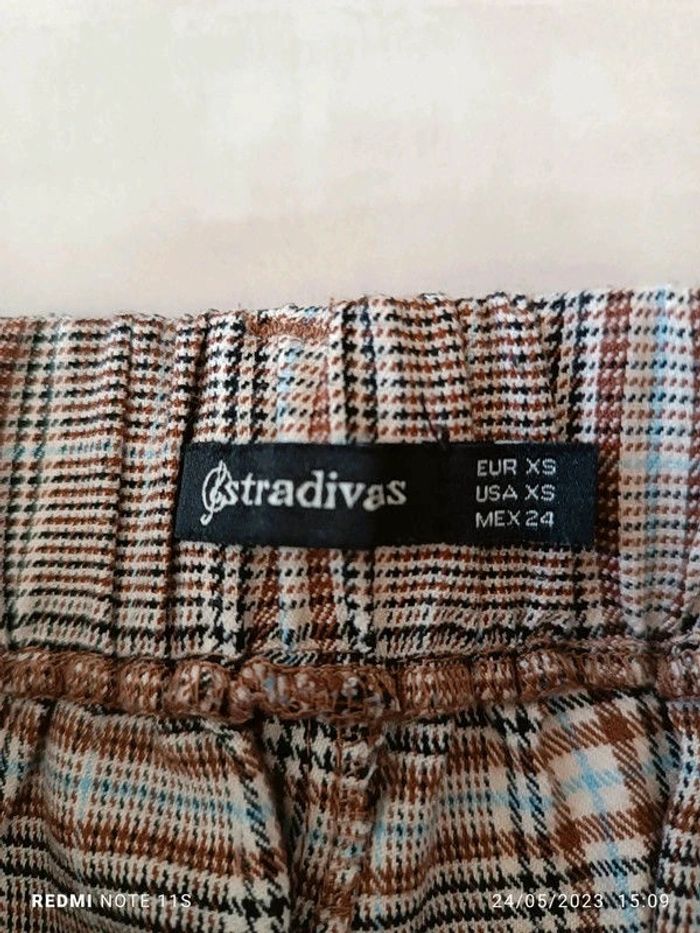 stradivas
EUR XS
USA XS
MEX 24
REDMI NOTE 11S
24/05/2023 15:09